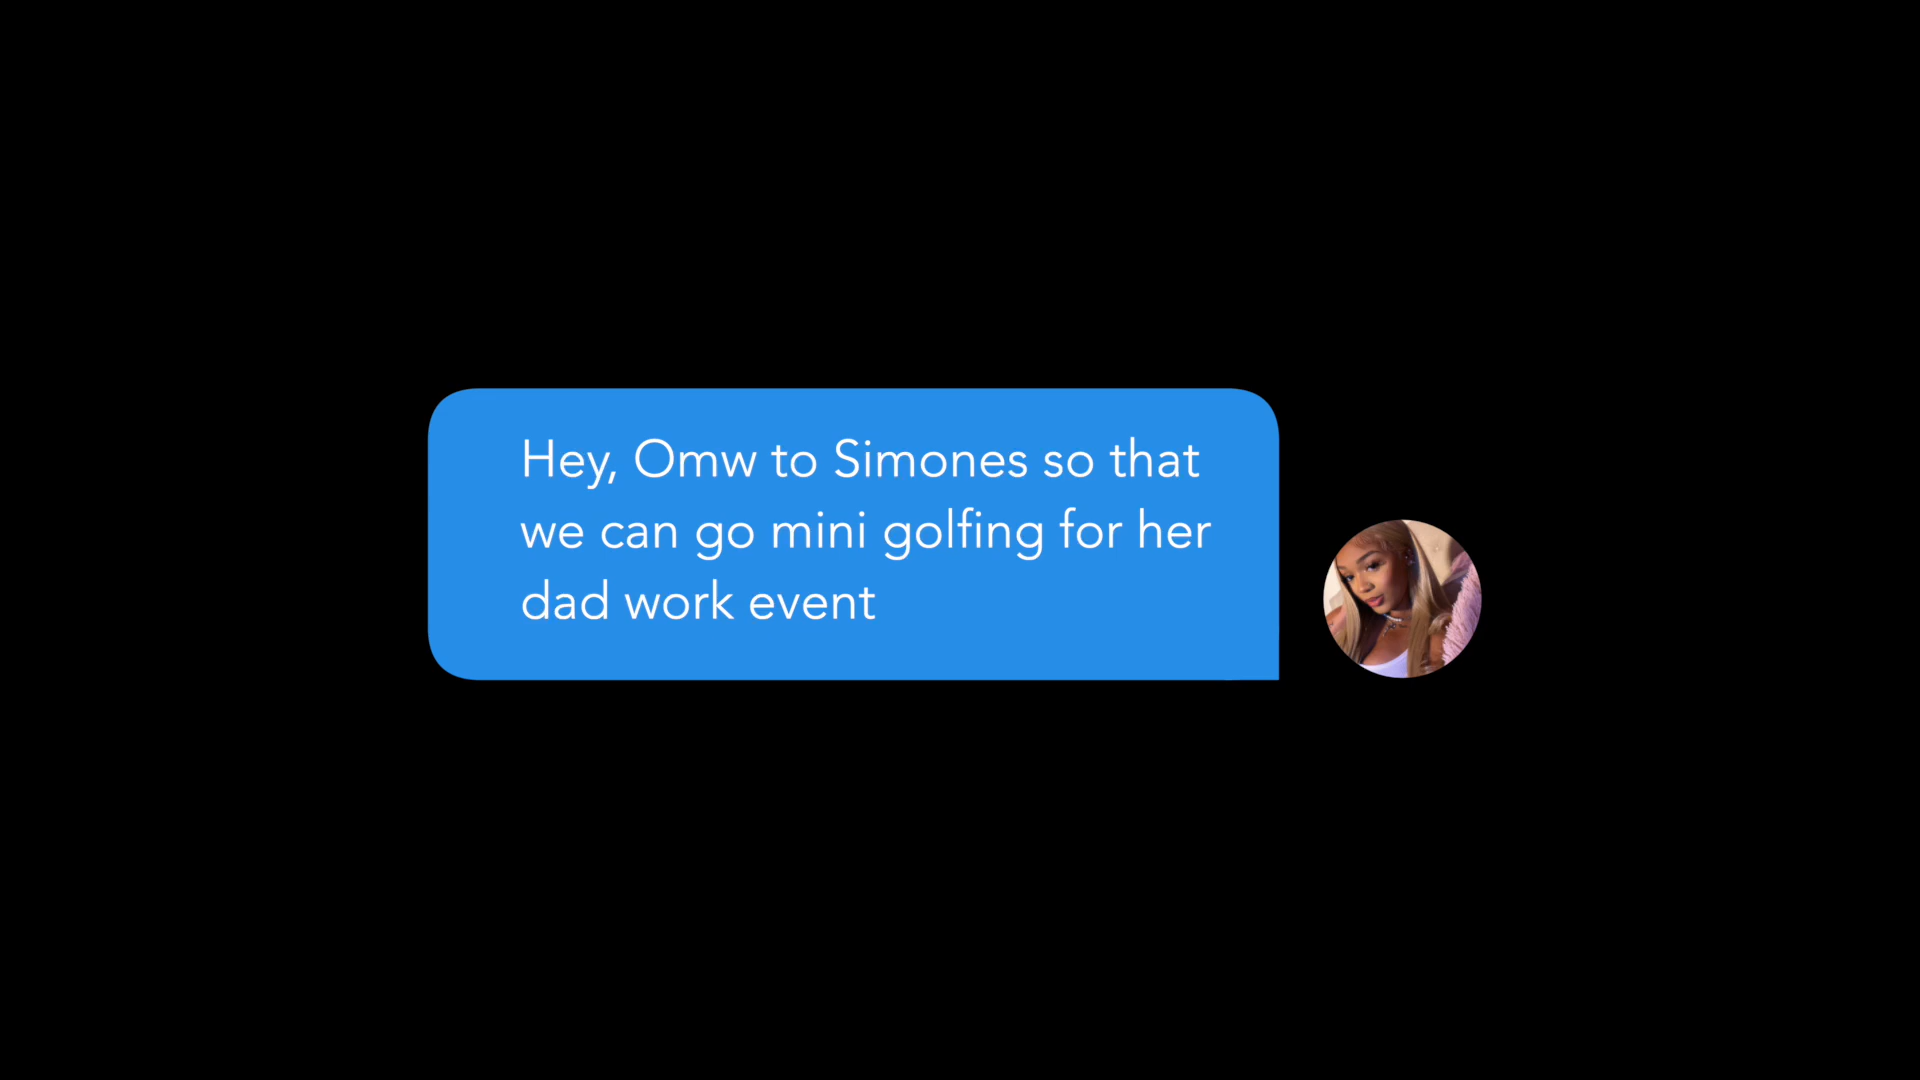 Hey, Omw to Simones so that
we can go mini golfing for her
dad work event